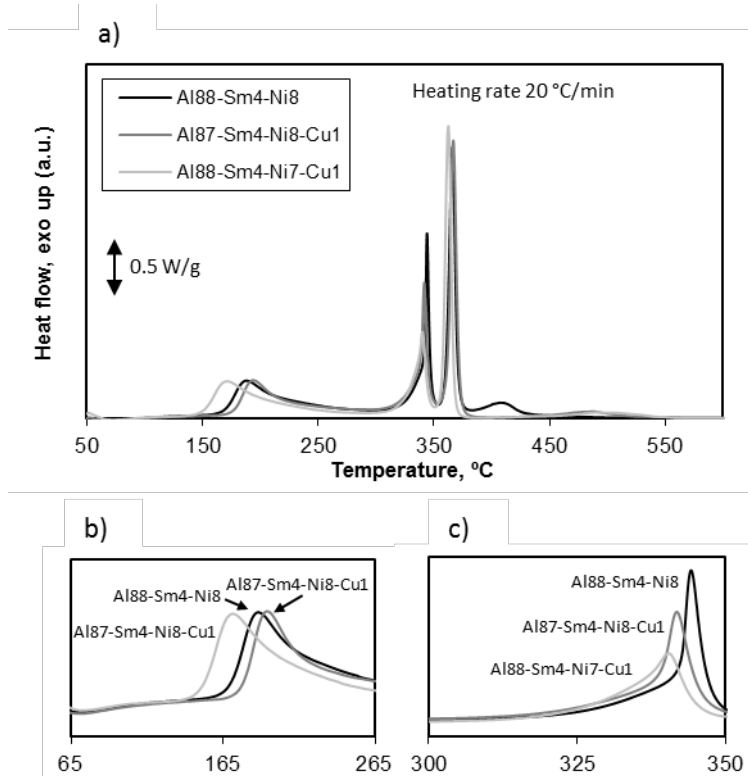 a)
Al88-Sm4-Ni8
Al87-Sm4-Ni8-Cu1
Al88-Sm4-Ni7-Cu1
Heating rate 20 °C/min
Heat flow, exo up (a.u.)
0.5 W/g
50 150 250 350 450 550
Temperature, ºC
b)
Al88-Sm4-Ni8
Al87-Sm4-Ni8-Cu1
Al87-Sm4-Ni8-Cu1
65 165 265
c)
Al88-Sm4-Ni8
Al87-Sm4-Ni8-Cu1
Al88-Sm4-Ni7-Cu1
300 325 350